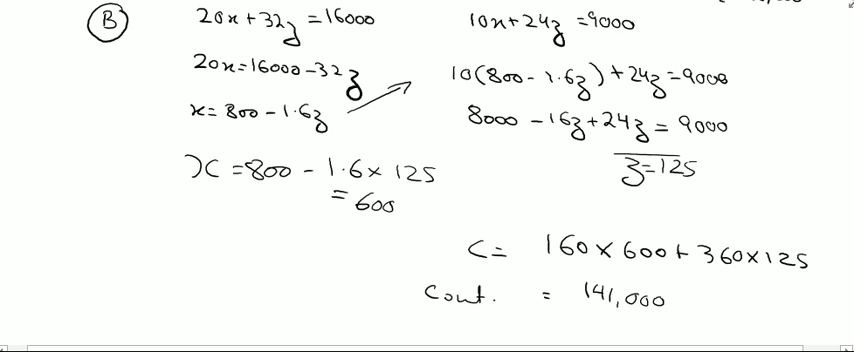 B
20x+32z=16000
20x=16000-32z
x=800-1.6z
x=800-1.6×125
=600
10x+24z=9000
10(800-1.6z)+24z=9000
8000-16z+24z=9000
z=125
C= 160×600+360×125
Cont. = 141,000